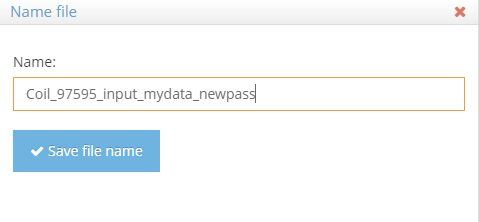 Name file
Name:
Coil_97595_input_mydata_newpass
Save file name